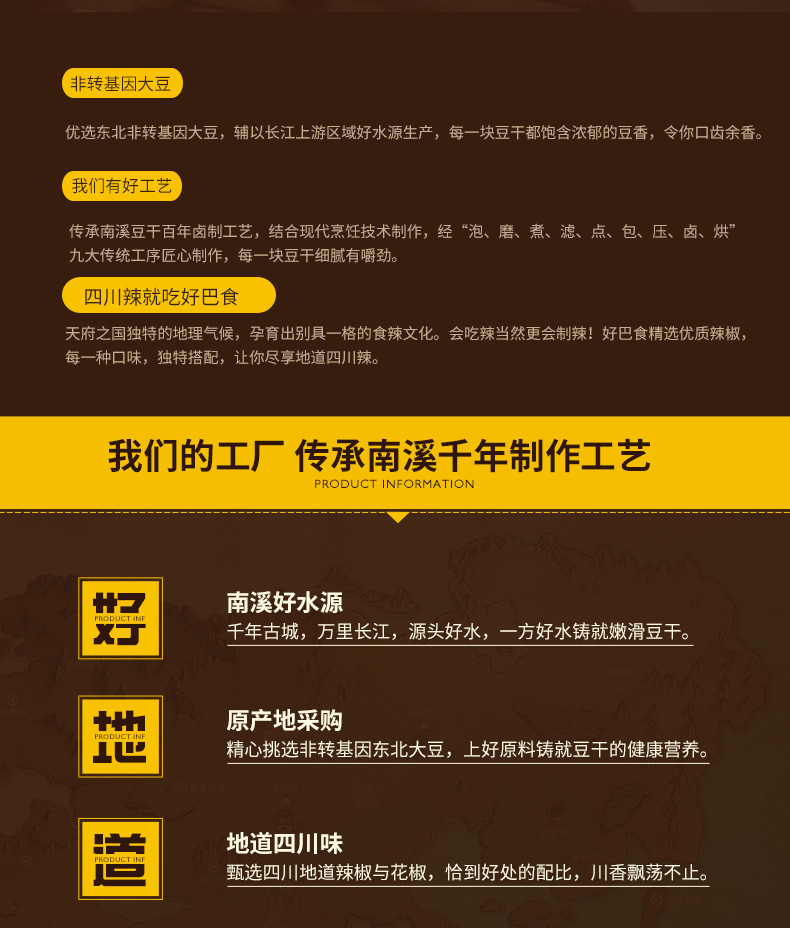 非转基因大豆
优选东北非转基因大豆，辅以长江上游区域好水源生产，每一块豆干都饱含浓郁的豆香，令你口齿余香。
我们有好工艺
传承南溪豆干百年卤制工艺，结合现代烹饪技术制作，经“泡、磨、煮、滤、点、包、压、卤、烘”
九大传统工序匠心制作，每一块豆干细腻有嚼劲。
四川辣就吃好巴食
天府之国独特的地理气候，孕育出别具一格的食辣文化。会吃辣当然更会制辣！好巴食精选优质辣椒，
每一种口味，独特搭配，让你尽享地道四川辣。
我们的工厂 传承南溪千年制作工艺
PRODUCT INFORMATION
好
PRODUCT INF
南溪好水源
千年古城，万里长江，源头好水，一方好水铸就嫩滑豆干。
地
PRODUCT INF
原产地采购
精心挑选非转基因东北大豆，上好原料铸就豆干的健康营养。
道
PRODUCT INF
地道四川味
甄选四川地道辣椒与花椒，恰到好处的配比，川香飘荡不止。